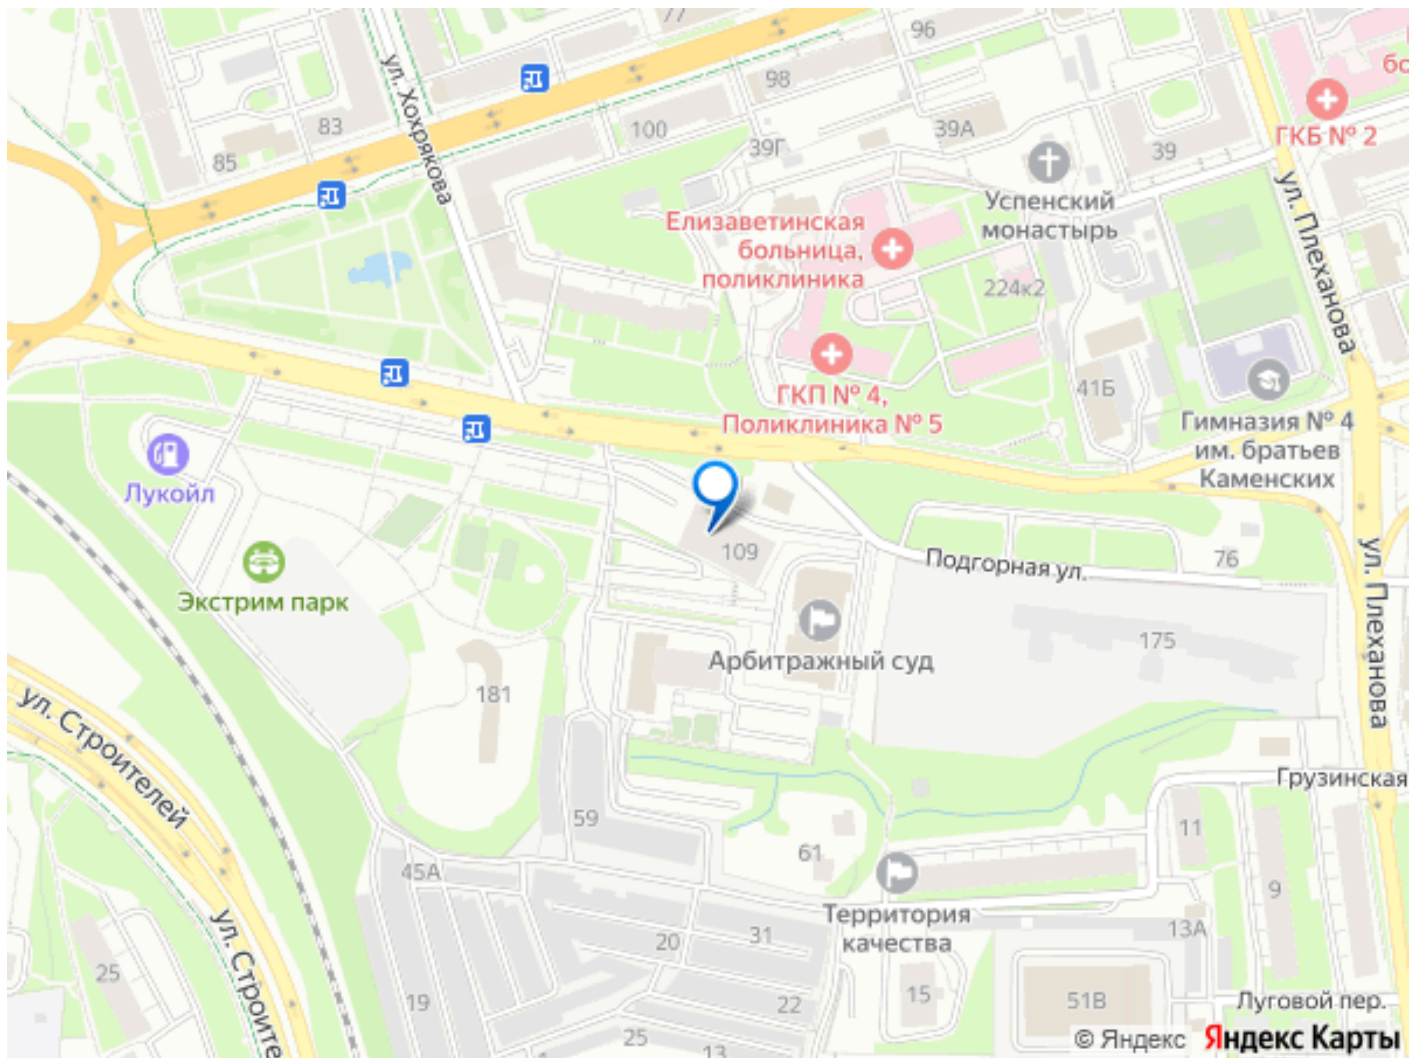 77
96
ул. Хохрякова
98
83
100
85
39Г
39А
39
бо
ГКБ № 2
Успенский
монастырь
ул. Плеханова
Елизаветинская
больница,
поликлиника
224к2
ГКП № 4,
Поликлиника № 5
41Б
Гимназия № 4
им. братьев
Каменских
Лукойл
109
Подгорная ул.
76
ул. Плеханова
Экстрим парк
Арбитражный суд
175
181
ул. Строителей
Грузинская
59
61
11
45А
9
Территория
качества
13А
20
31
25
19
22
15
51В
Луговой пер.
ул. Строите
25
13
© Яндекс Яндекс Карты